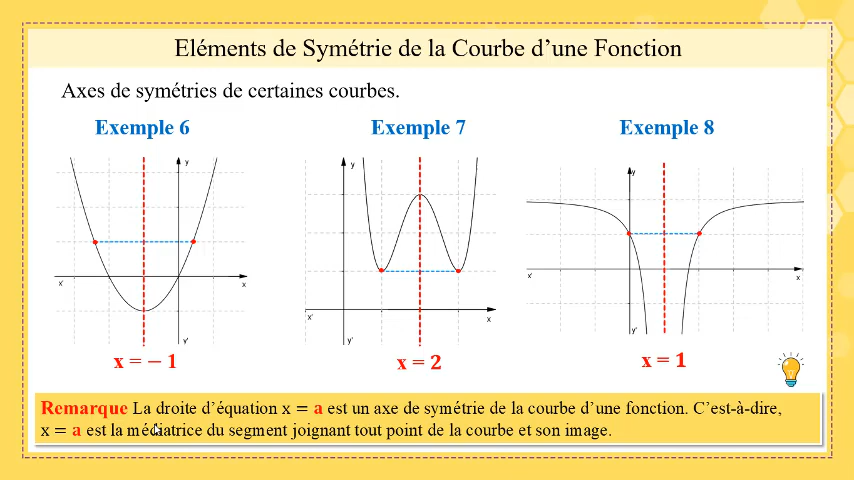 Eléments de Symétrie de la Courbe d’une Fonction
Axes de symétries de certaines courbes.
Exemple 6
Exemple 7
Exemple 8
y
x'
x
y'
x = − 1
y
x'
x
y'
x = 2
y
x'
x
y'
x = 1
Remarque La droite d’équation x = a est un axe de symétrie de la courbe d’une fonction. C’est-à-dire,
x = a est la médiatrice du segment joignant tout point de la courbe et son image.